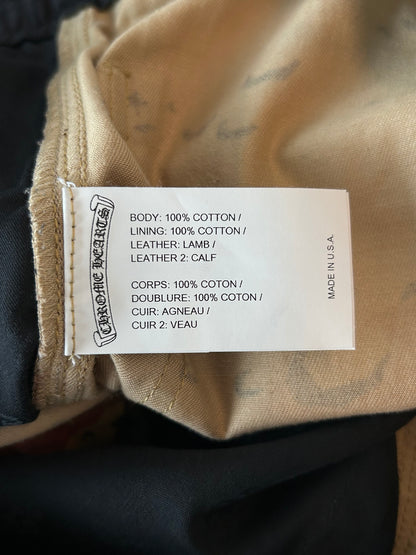 CHROME HEARTS
BODY: 100% COTTON /
LINING: 100% COTTON /
LEATHER: LAMB /
LEATHER 2: CALF
CORPS: 100% COTON /
DOUBLURE: 100% COTON /
CUIR: AGNEAU /
CUIR 2: VEAU
MADE IN U.S.A.